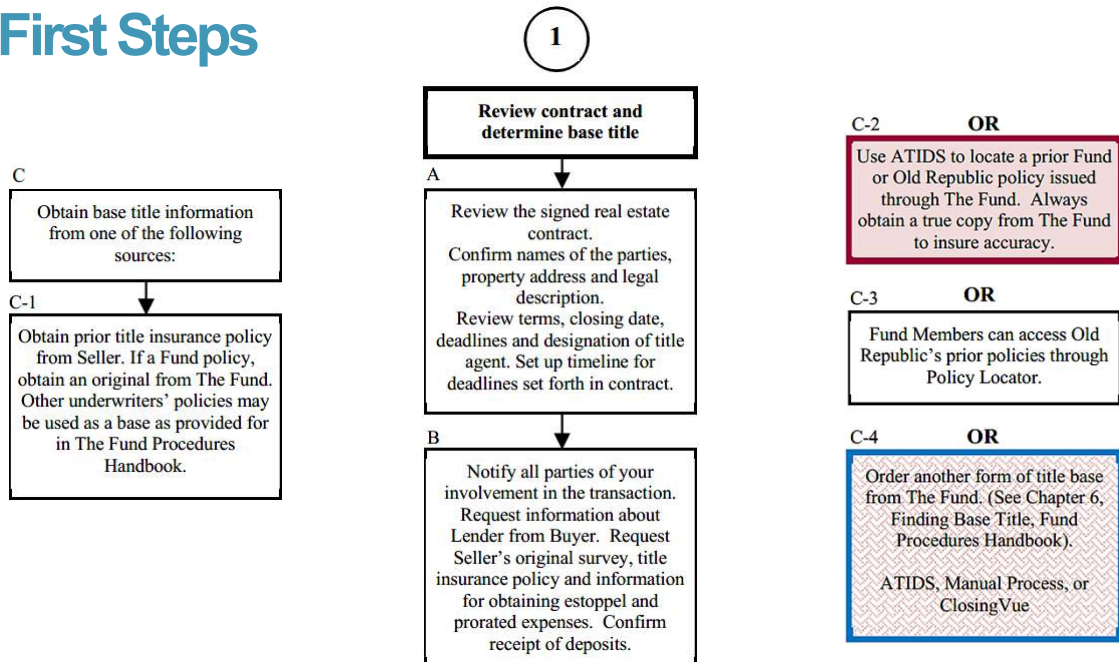 First Steps
1
Review contract and
determine base title
A
Review the signed real estate
contract.
Confirm names of the parties,
property address and legal
description.
Review terms, closing date,
deadlines and designation of title
agent. Set up timeline for
deadlines set forth in contract.
B
Notify all parties of your
involvement in the transaction.
Request information about
Lender from Buyer. Request
Seller's original survey, title
insurance policy and information
for obtaining estoppel and
prorated expenses. Confirm
receipt of deposits.
C
Obtain base title information
from one of the following
sources:
C-1
Obtain prior title insurance policy
from Seller. If a Fund policy,
obtain an original from The Fund.
Other underwriters' policies may
be used as a base as provided for
in The Fund Procedures
Handbook.
C-2 OR
Use ATIDS to locate a prior Fund
or Old Republic policy issued
through The Fund. Always
obtain a true copy from The Fund
to insure accuracy.
C-3 OR
Fund Members can access Old
Republic's prior policies through
Policy Locator.
C-4 OR
Order another form of title base
from The Fund. (See Chapter 6,
Finding Base Title, Fund
Procedures Handbook).
ATIDS, Manual Process, or
ClosingVue